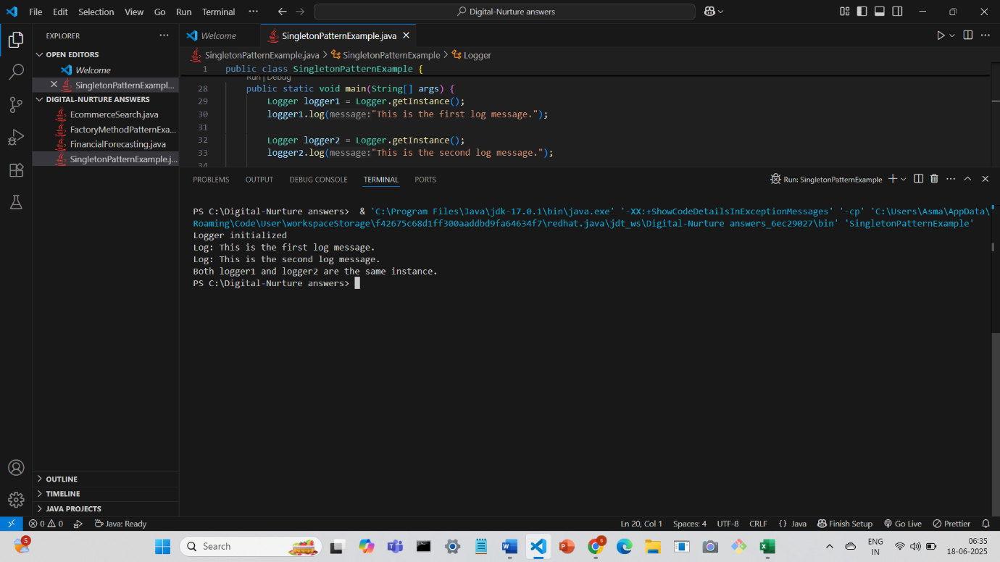 File Edit Selection View Go Run Terminal ··· Digital-Nurture answers
EXPLORER ···
OPEN EDITORS
Welcome
SingletonPatternExampl...
DIGITAL-NURTURE ANSWERS
EcommerceSearch.java
FactoryMethodPatternExa...
FinancialForecasting.java
SingletonPatternExample.j...
OUTLINE
TIMELINE
JAVA PROJECTS
Welcome SingletonPatternExample.java
SingletonPatternExample.java > SingletonPatternExample > Logger
1 public class SingletonPatternExample {
Run | Debug
28 public static void main(String[] args) {
29 Logger logger1 = Logger.getInstance();
30 logger1.log(message:"This is the first log message.");
31
32 Logger logger2 = Logger.getInstance();
33 logger2.log(message:"This is the second log message.");
34
PROBLEMS OUTPUT DEBUG CONSOLE TERMINAL PORTS Run: SingletonPatternExample
PS C:\Digital-Nurture answers> & 'C:\Program Files\Java\jdk-17.0.1\bin\java.exe' '-XX:+ShowCodeDetailsInExceptionMessages' '-cp' 'C:\Users\Asma\AppData\
Roaming\Code\User\workspaceStorage\f42675c68d1ff300aaddbd9fa64634f7\redhat.java\jdt_ws\Digital-Nurture answers_6ec29027\bin' 'SingletonPatternExample'
Logger initialized
Log: This is the first log message.
Log: This is the second log message.
Both logger1 and logger2 are the same instance.
PS C:\Digital-Nurture answers>
0 0 Java: Ready Ln 20, Col 1 Spaces: 4 UTF-8 CRLF {} Java Finish Setup Go Live Prettier
5 Search 8 ENG 06:35
IN 18-06-2025